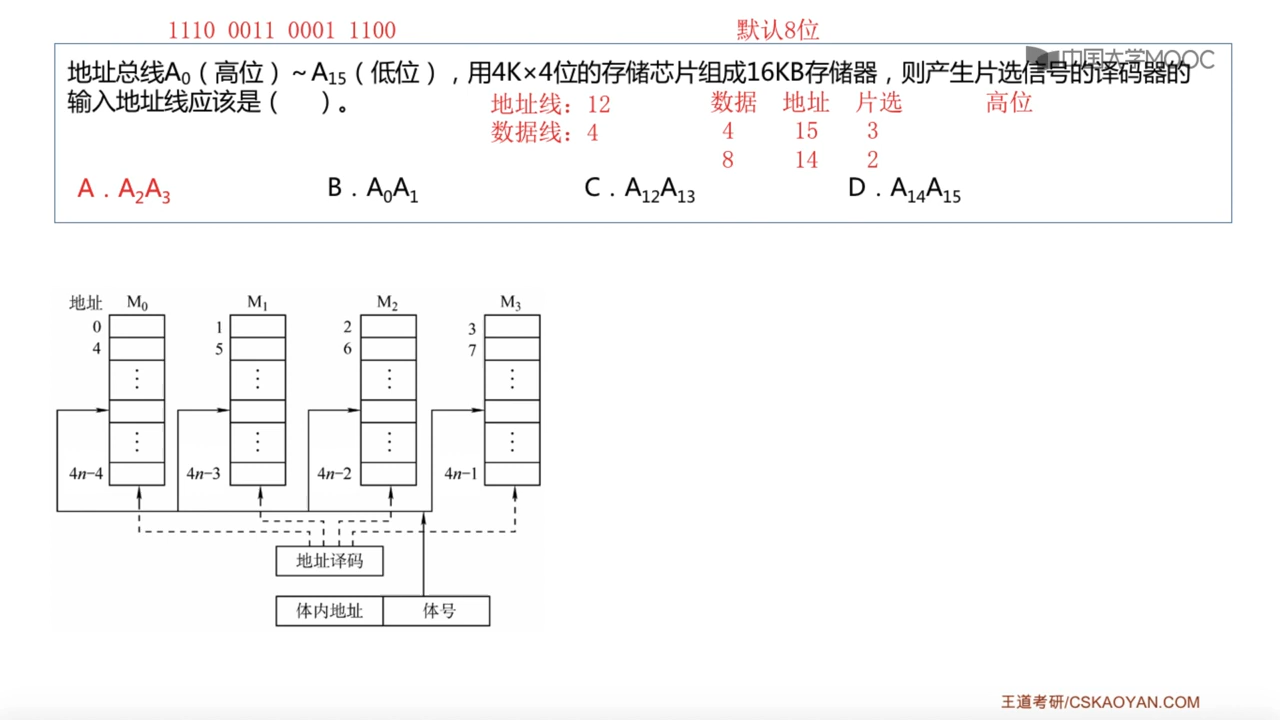 1110 0011 0001 1100
默认8位
中国大学MOOC
地址总线A₀（高位）~A₁₅（低位），用4K×4位的存储芯片组成16KB存储器，则产生片选信号的译码器的
输入地址线应该是（ ）。
地址线：12 数据 地址 片选 高位
数据线：4 4 15 3
8 14 2
A．A₂A₃ B．A₀A₁ C．A₁₂A₁₃ D．A₁₄A₁₅
地址 M₀ M₁ M₂ M₃
0 1 2 3
4 5 6 7
⋮ ⋮ ⋮ ⋮
⋮ ⋮ ⋮ ⋮
4n−4 4n−3 4n−2 4n−1
地址译码
体内地址 体号
王道考研/CSKAOYAN.COM